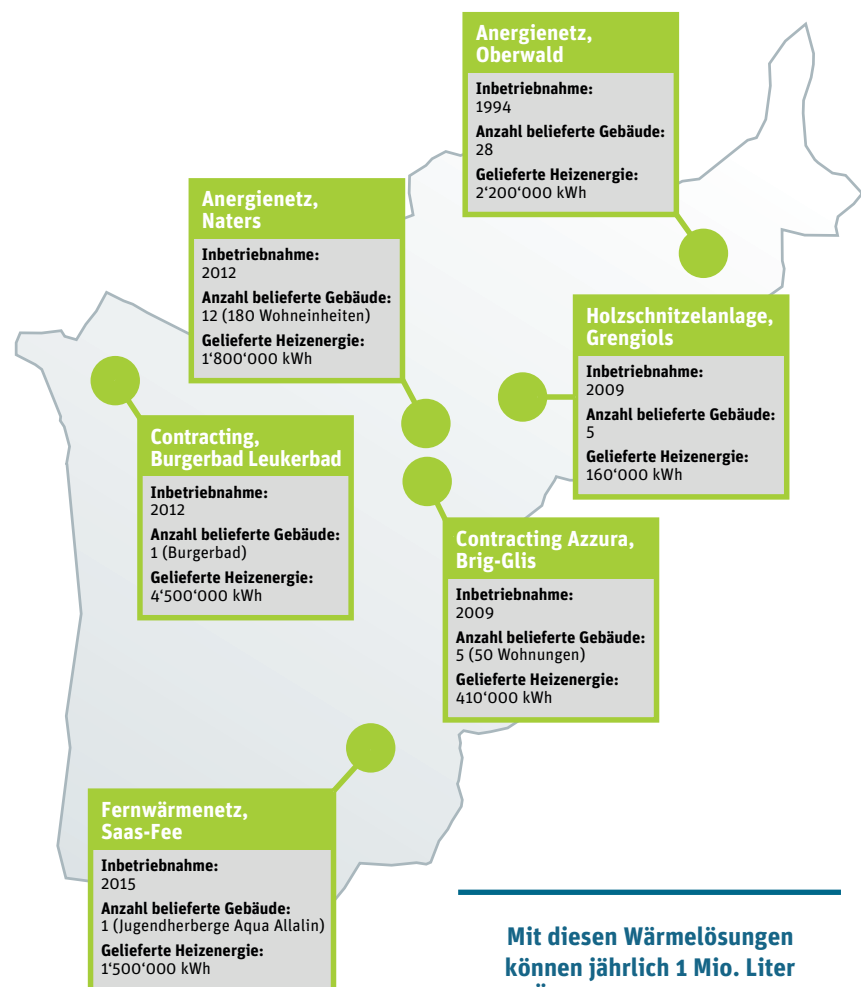 Anergienetz,
Oberwald
Inbetriebnahme:
1994
Anzahl belieferte Gebäude:
28
Gelieferte Heizenergie:
2‘200‘000 kWh
Anergienetz,
Naters
Inbetriebnahme:
2012
Anzahl belieferte Gebäude:
12 (180 Wohneinheiten)
Gelieferte Heizenergie:
1‘800‘000 kWh
Holzschnitzelanlage,
Grengiols
Inbetriebnahme:
2009
Anzahl belieferte Gebäude:
5
Gelieferte Heizenergie:
160‘000 kWh
Contracting,
Burgerbad Leukerbad
Inbetriebnahme:
2012
Anzahl belieferte Gebäude:
1 (Burgerbad)
Gelieferte Heizenergie:
4‘500‘000 kWh
Contracting Azzura,
Brig-Glis
Inbetriebnahme:
2009
Anzahl belieferte Gebäude:
5 (50 Wohnungen)
Gelieferte Heizenergie:
410‘000 kWh
Fernwärmenetz,
Saas-Fee
Inbetriebnahme:
2015
Anzahl belieferte Gebäude:
1 (Jugendherberge Aqua Allalin)
Gelieferte Heizenergie:
1‘500‘000 kWh
Mit diesen Wärmelösungen
können jährlich 1 Mio. Liter